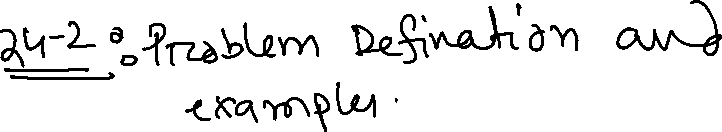 24-2: Problem Defination and
examples.